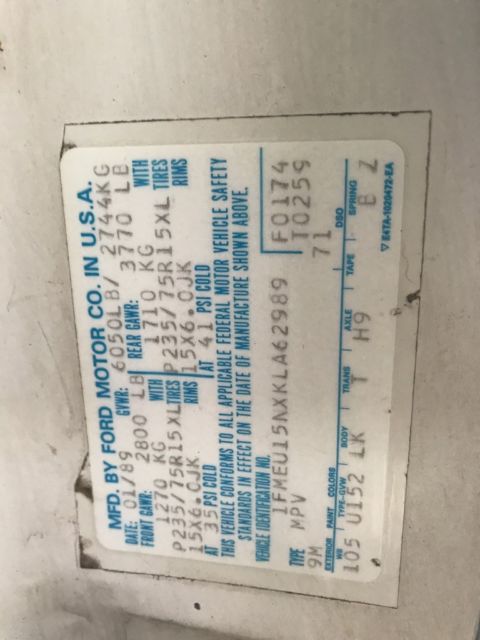 MFD. BY FORD MOTOR CO. IN U.S.A.
DATE: 01/89 GVWR: 6050LB/ 2744KG
FRONT GAWR: 2800 LB REAR GAWR: 3770 LB
1270 KG WITH 1710 KG WITH
P235/75R15XL TIRES P235/75R15XL TIRES
15X6.0JK RIMS 15X6.0JK RIMS
AT 35 PSI COLD AT 41 PSI COLD
THIS VEHICLE CONFORMS TO ALL APPLICABLE FEDERAL MOTOR VEHICLE SAFETY
STANDARDS IN EFFECT ON THE DATE OF MANUFACTURE SHOWN ABOVE.
VEHICLE IDENTIFICATION NO.
1FMEU15NXKLA62989
TYPE MPV F0174
T0259
9M 71
EXTERIOR PAINT COLORS DSO
WB TYPE-GVW BODY TRANS AXLE TAPE SPRING
105 U152 LK T H9 B Z
▽ E4TA-1020472-EA